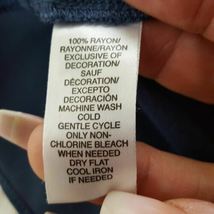 100% RAYON/
RAYONNE/RAYÓN
EXCLUSIVE OF
DECORATION/
SAUF
DÉCORATION/
EXCEPTO
DECORACIÓN
MACHINE WASH
COLD
GENTLE CYCLE
ONLY NON-
CHLORINE BLEACH
WHEN NEEDED
DRY FLAT
COOL IRON
IF NEEDED